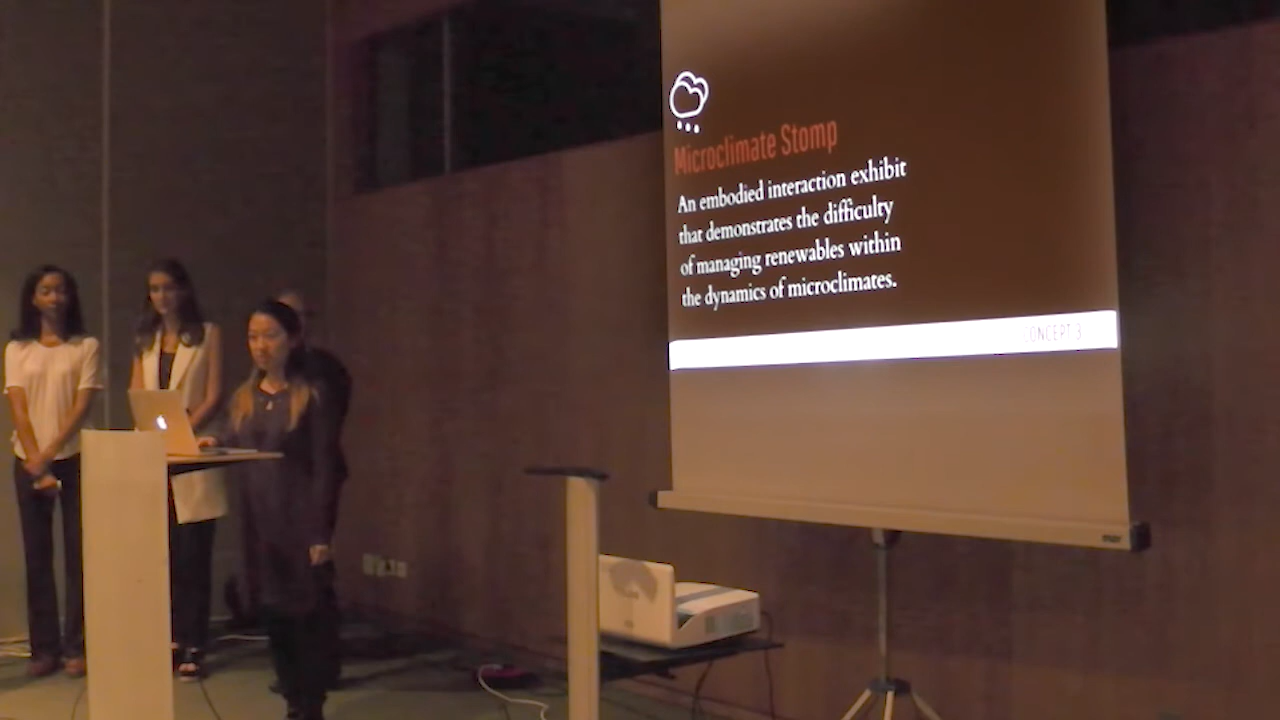 Microclimate Stomp
An embodied interaction exhibit
that demonstrates the difficulty
of managing renewables within
the dynamics of microclimates.
CONCEPT 3